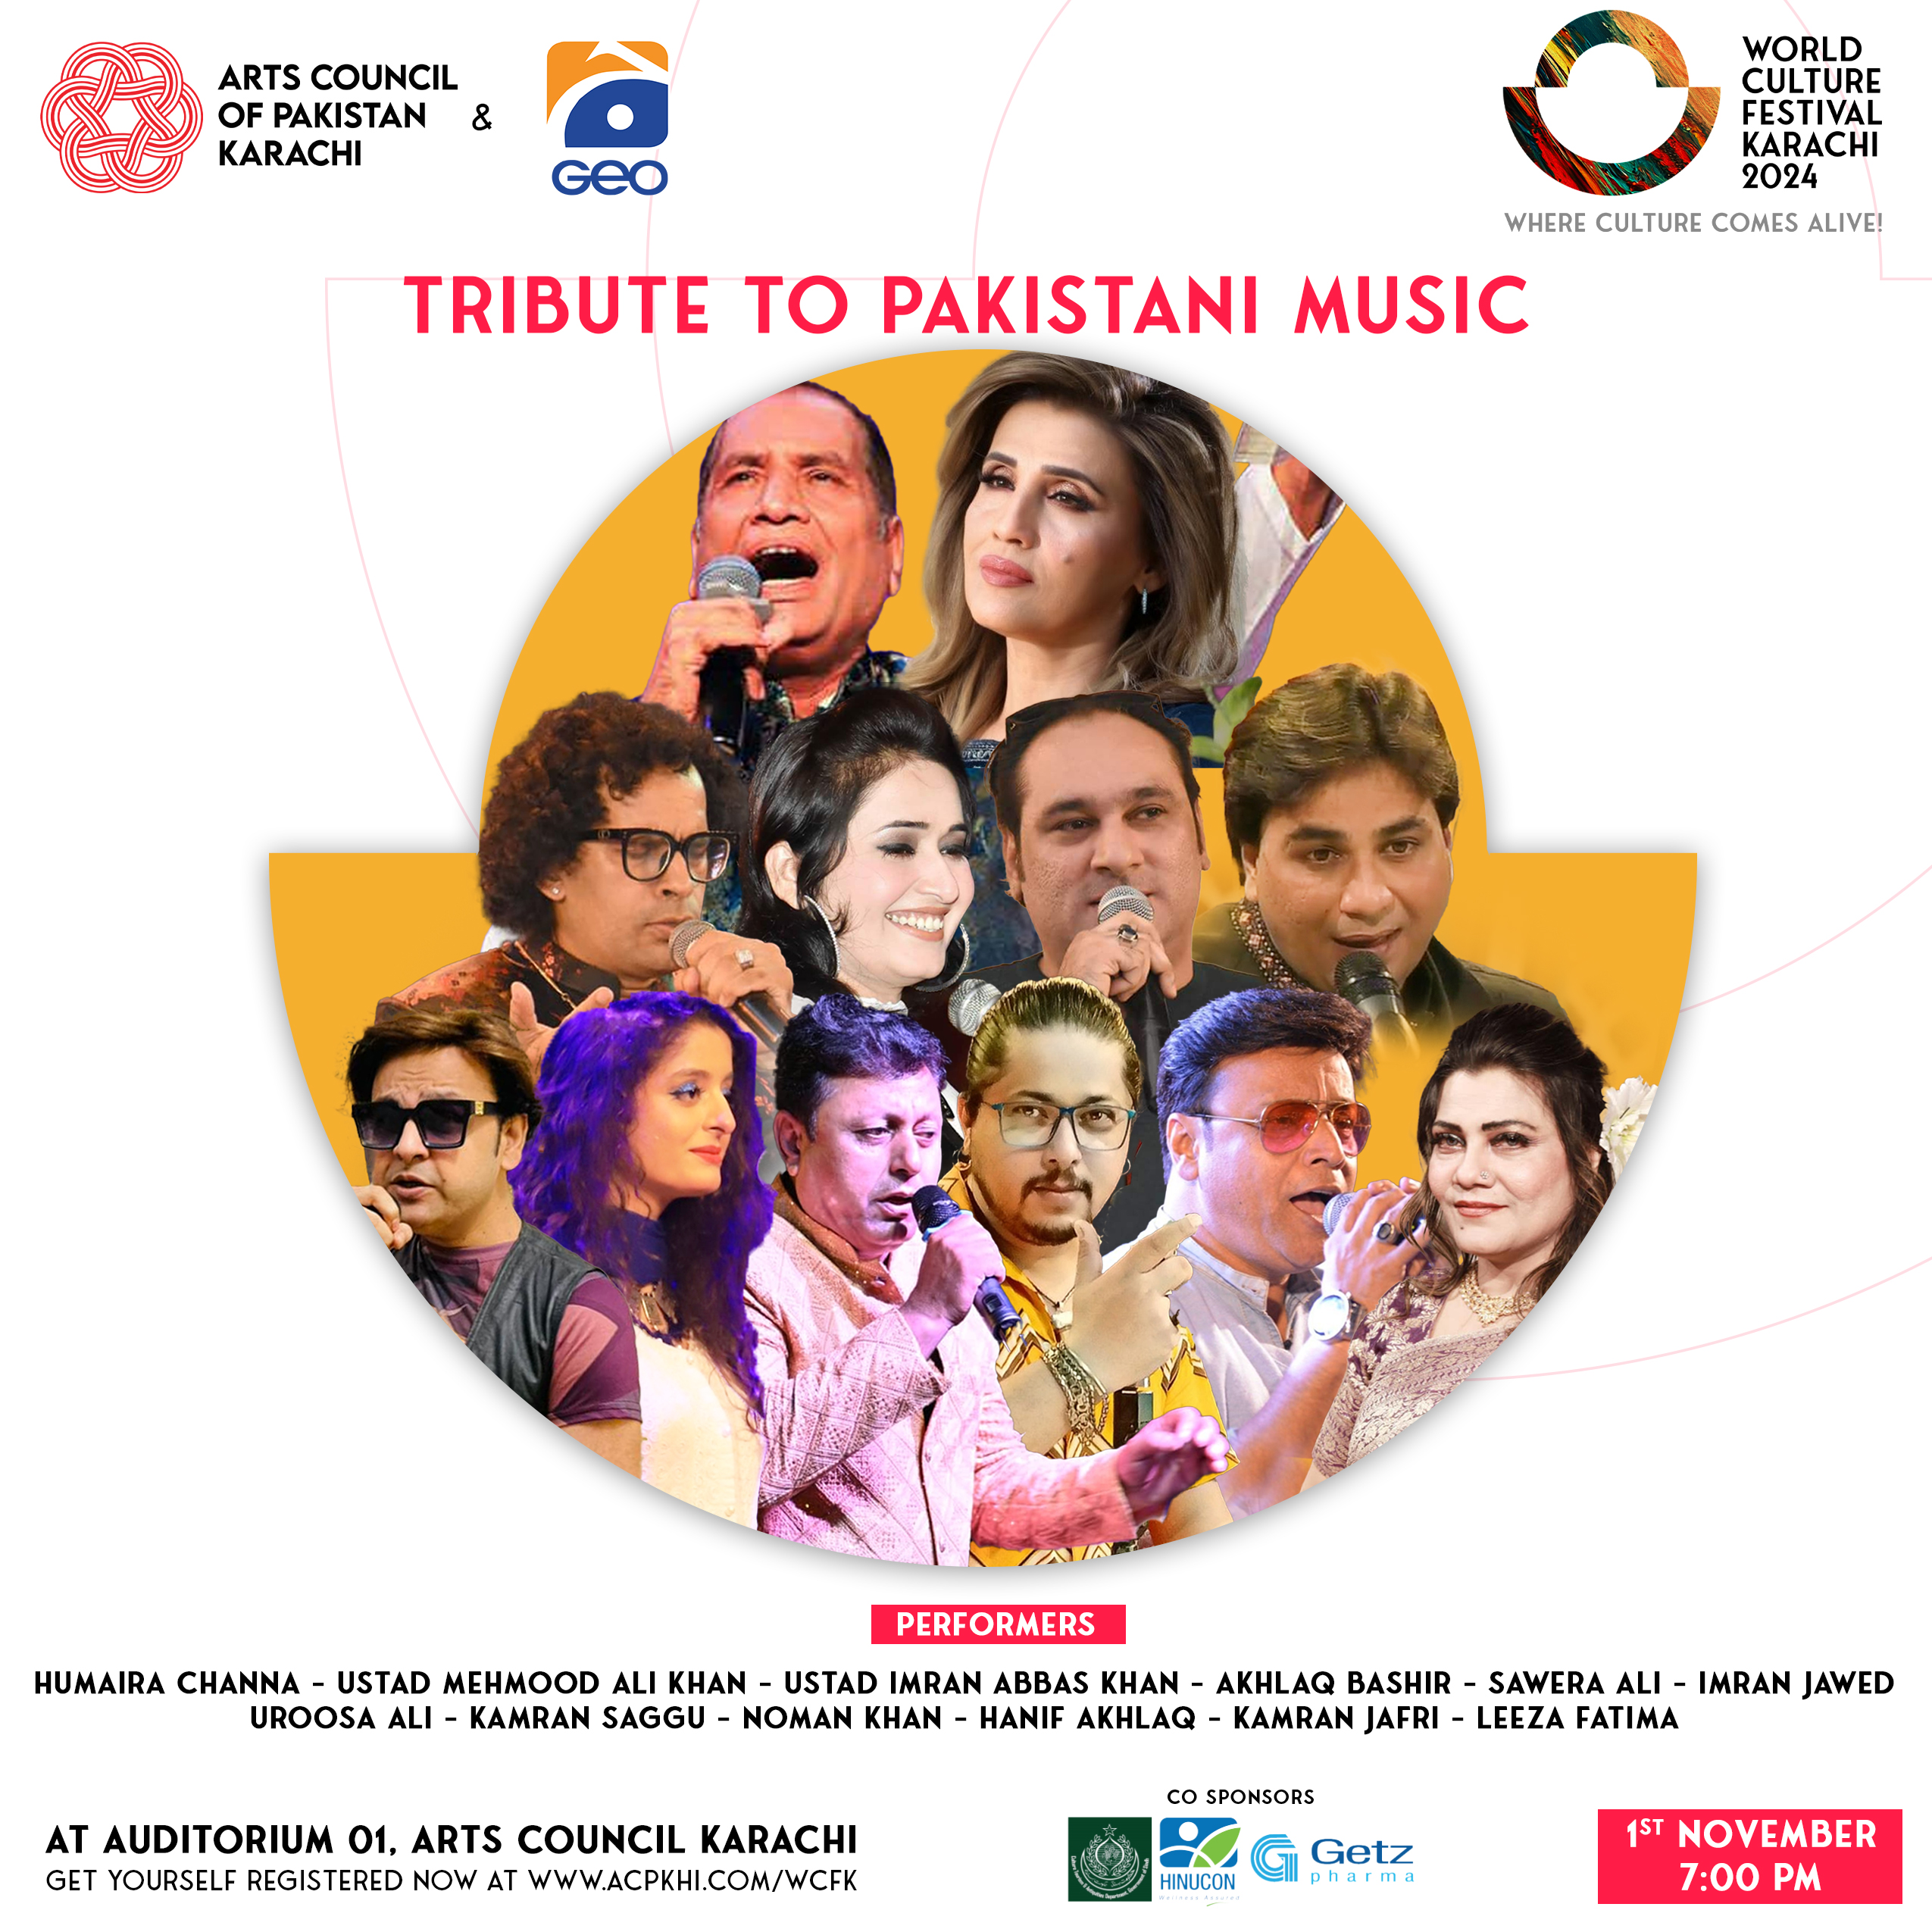 ARTS COUNCIL
OF PAKISTAN
KARACHI
&
GEO
WORLD
CULTURE
FESTIVAL
KARACHI
2024
WHERE CULTURE COMES ALIVE!
TRIBUTE TO PAKISTANI MUSIC
PERFORMERS
HUMAIRA CHANNA - USTAD MEHMOOD ALI KHAN - USTAD IMRAN ABBAS KHAN - AKHLAQ BASHIR - SAWERA ALI - IMRAN JAWED
UROOSA ALI - KAMRAN SAGGU - NOMAN KHAN - HANIF AKHLAQ - KAMRAN JAFRI - LEEZA FATIMA
AT AUDITORIUM 01, ARTS COUNCIL KARACHI
GET YOURSELF REGISTERED NOW AT WWW.ACPKHI.COM/WCFK
CO SPONSORS
HINUCON
Wellness Assured
Getz
pharma
1ST NOVEMBER
7:00 PM